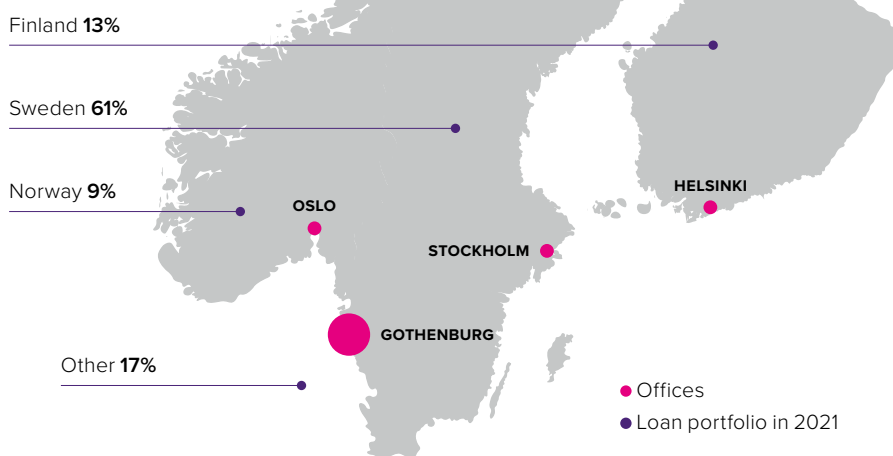 Finland 13%
Sweden 61%
Norway 9%
OSLO
HELSINKI
STOCKHOLM
GOTHENBURG
Other 17%
Offices
Loan portfolio in 2021